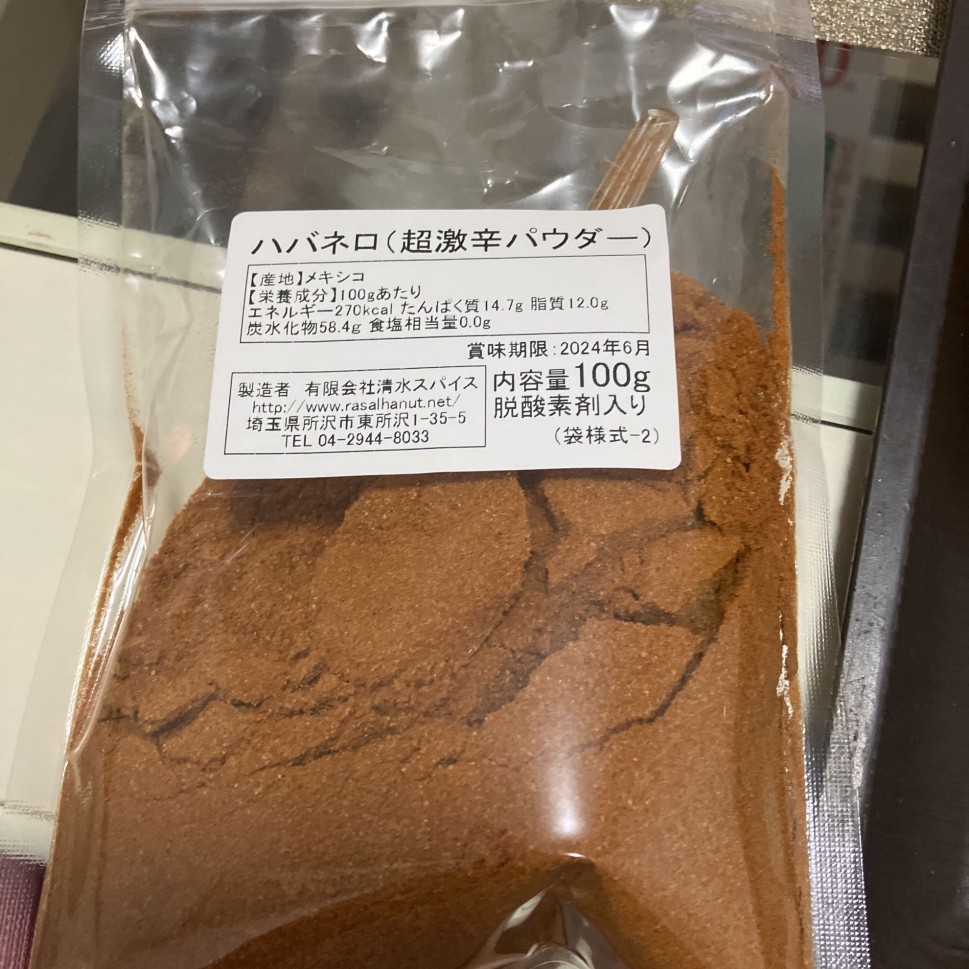 ハバネロ(超激辛パウダー)
【産地】メキシコ
【栄養成分】100gあたり
エネルギー270kcal たんぱく質14.7g 脂質12.0g
炭水化物58.4g 食塩相当量0.0g
賞味期限:2024年6月
製造者 有限会社清水スパイス
http://www.rasalhanut.net/
埼玉県所沢市東所沢1-35-5
TEL 04-2944-8033
内容量100g
脱酸素剤入り
(袋様式-2)